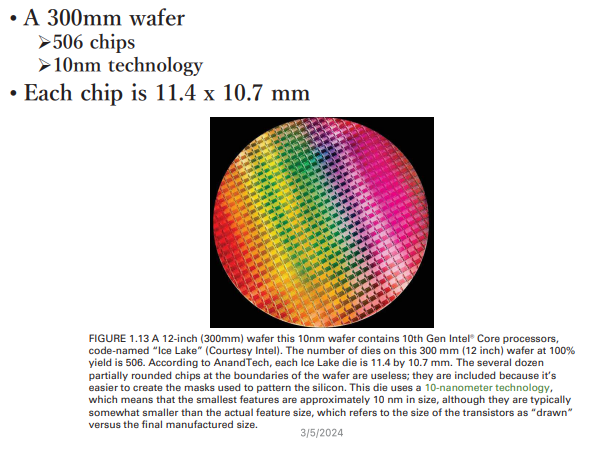 • A 300mm wafer
➢506 chips
➢10nm technology
• Each chip is 11.4 x 10.7 mm
FIGURE 1.13 A 12-inch (300mm) wafer this 10nm wafer contains 10th Gen Intel® Core processors,
code-named “Ice Lake” (Courtesy Intel). The number of dies on this 300 mm (12 inch) wafer at 100%
yield is 506. According to AnandTech, each Ice Lake die is 11.4 by 10.7 mm. The several dozen
partially rounded chips at the boundaries of the wafer are useless; they are included because it’s
easier to create the masks used to pattern the silicon. This die uses a 10-nanometer technology,
which means that the smallest features are approximately 10 nm in size, although they are typically
somewhat smaller than the actual feature size, which refers to the size of the transistors as “drawn”
versus the final manufactured size.
3/5/2024